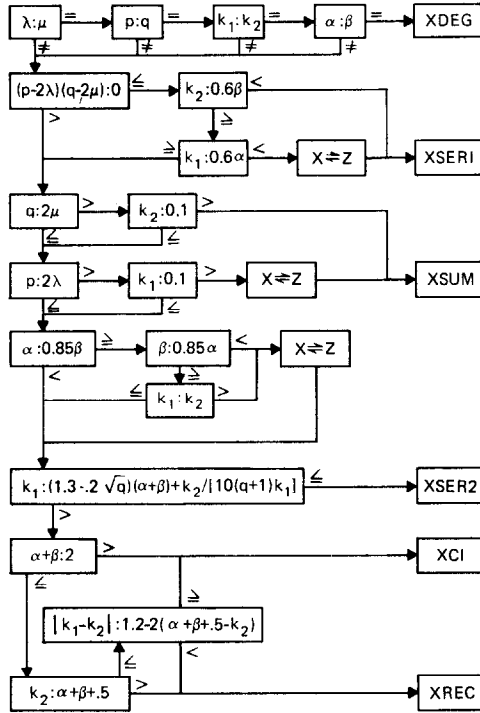 λ:μ = p:q = k₁:k₂ = α:β = XDEG
≠ ≠ ≠ ≠
(p-2λ)(q-2μ):0 ≦ k₂:0.6β <
> ≧
≧ k₁:0.6α < X⇌Z XSER1
q:2μ > k₂:0.1 >
≦ ≦
p:2λ > k₁:0.1 > X⇌Z XSUM
≦ ≦
α:0.85β ≧ β:0.85α < X⇌Z
< ≧
≦ k₁:k₂ >
k₁:(1.3-.2 √q)(α+β)+k₂/[10(q+1)k₁] ≦ XSER2
>
α+β:2 > XCI
≦ ≧
|k₁-k₂|:1.2-2(α+β+.5-k₂)
≦ <
k₂:α+β+.5 > XREC